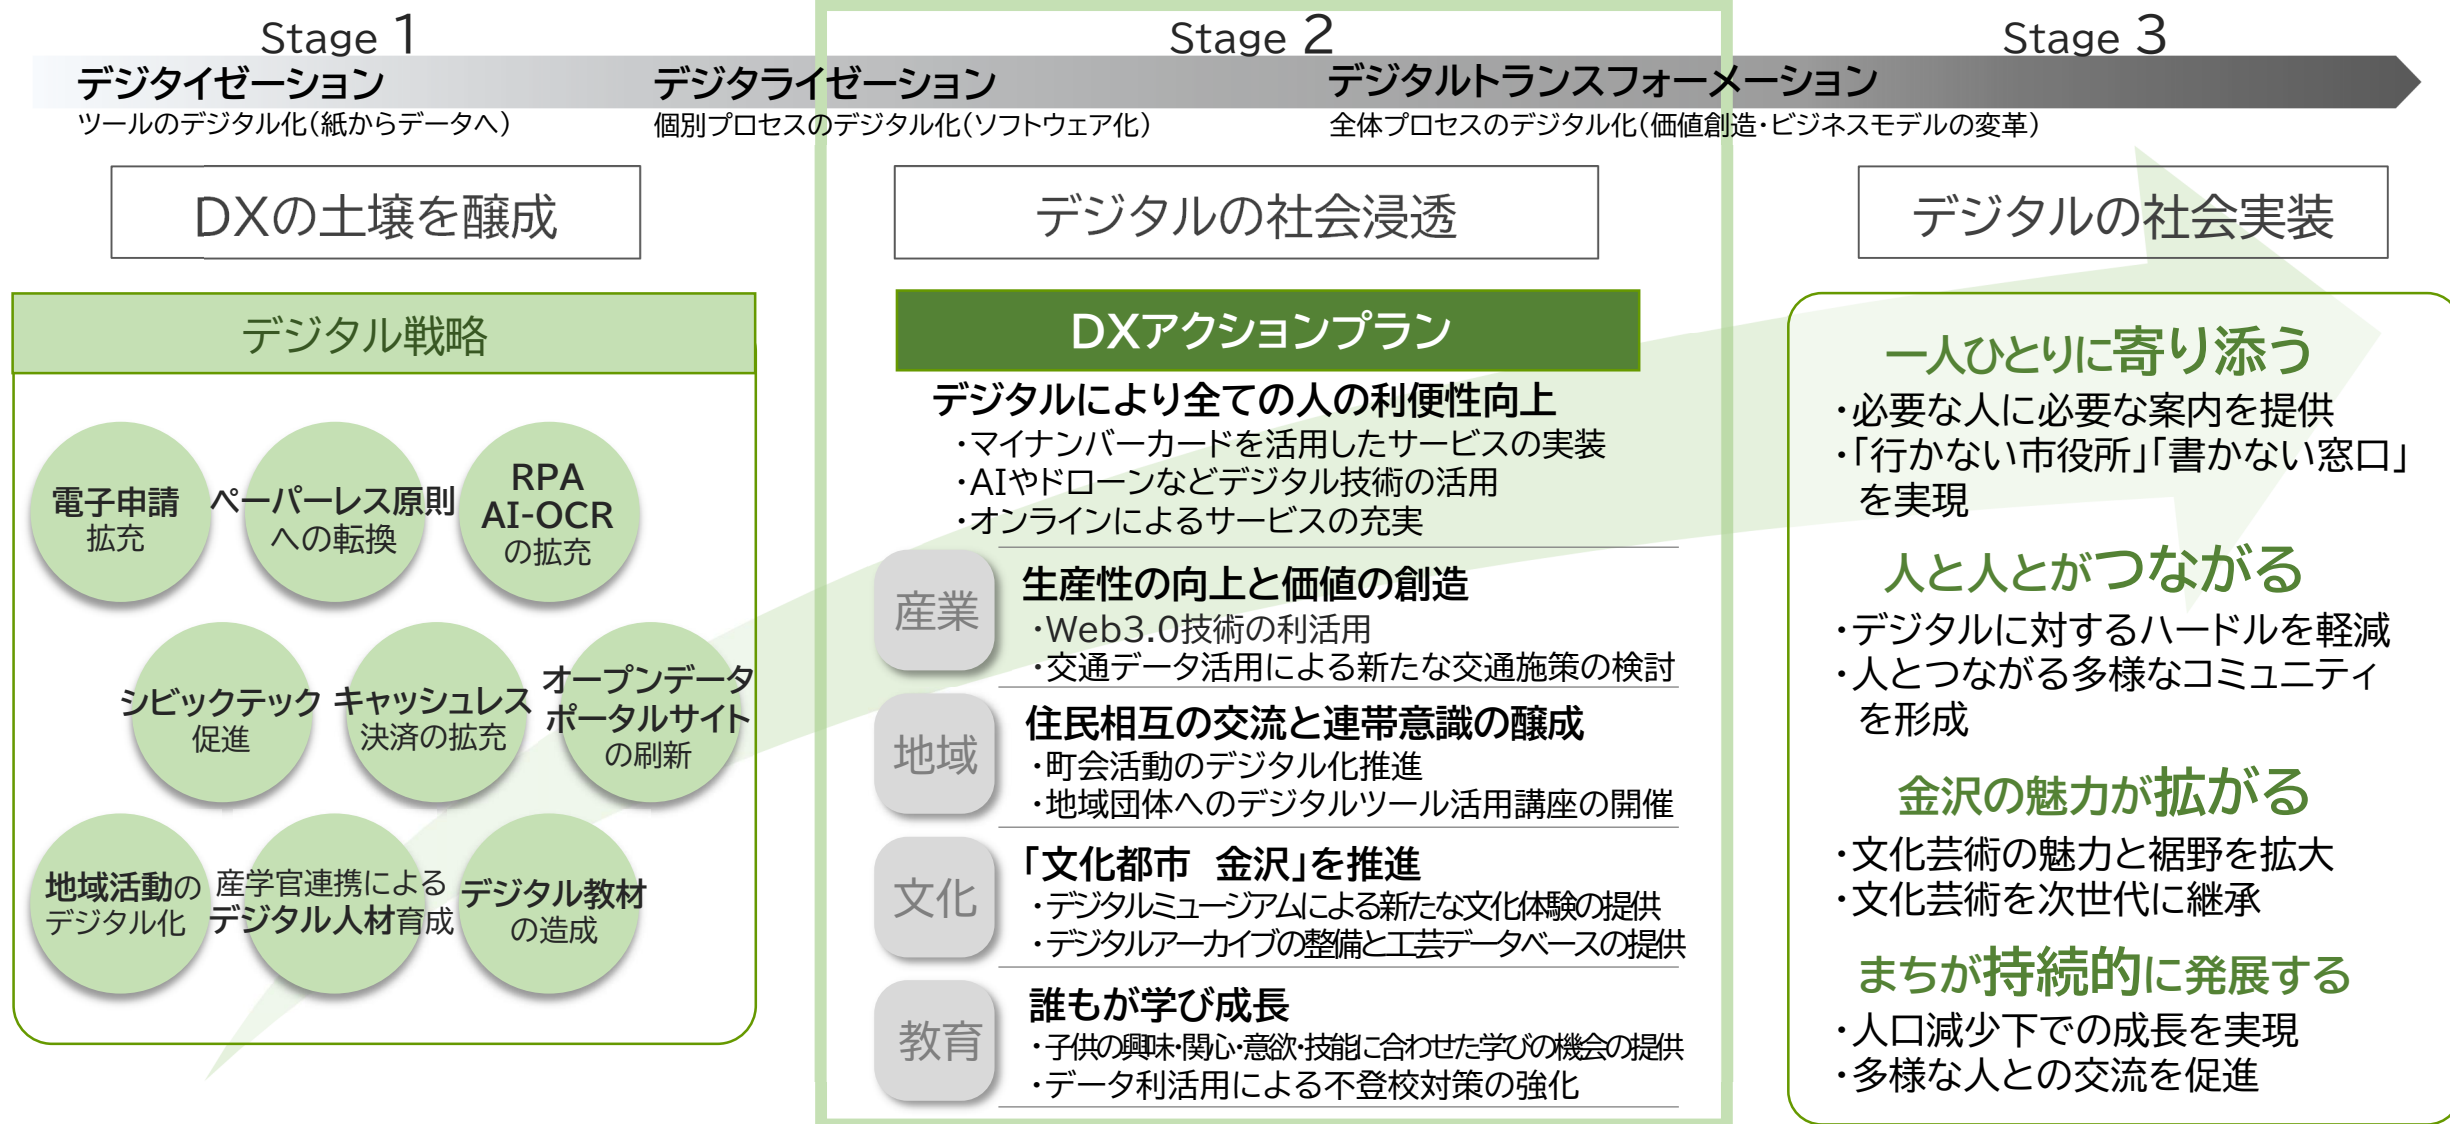 Stage 1
Stage 2
Stage 3
デジタイゼーション
デジタライゼーション
デジタルトランスフォーメーション
ツールのデジタル化(紙からデータへ)
個別プロセスのデジタル化(ソフトウェア化)
全体プロセスのデジタル化(価値創造・ビジネスモデルの変革)
DXの土壌を醸成
デジタルの社会浸透
デジタルの社会実装
デジタル戦略
電子申請
拡充
ペーパーレス原則
への転換
RPA
AI-OCR
の拡充
シビックテック
促進
キャッシュレス
決済の拡充
オープンデータ
ポータルサイト
の刷新
地域活動の
デジタル化
産学官連携による
デジタル人材育成
デジタル教材
の造成
DXアクションプラン
デジタルにより全ての人の利便性向上
・マイナンバーカードを活用したサービスの実装
・AIやドローンなどデジタル技術の活用
・オンラインによるサービスの充実
産業
生産性の向上と価値の創造
・Web3.0技術の利活用
・交通データ活用による新たな交通施策の検討
地域
住民相互の交流と連帯意識の醸成
・町会活動のデジタル化推進
・地域団体へのデジタルツール活用講座の開催
文化
「文化都市 金沢」を推進
・デジタルミュージアムによる新たな文化体験の提供
・デジタルアーカイブの整備と工芸データベースの提供
教育
誰もが学び成長
・子供の興味・関心・意欲・技能に合わせた学びの機会の提供
・データ利活用による不登校対策の強化
一人ひとりに寄り添う
・必要な人に必要な案内を提供
・「行かない市役所」「書かない窓口」
を実現
人と人とがつながる
・デジタルに対するハードルを軽減
・人とつながる多様なコミュニティ
を形成
金沢の魅力が拡がる
・文化芸術の魅力と裾野を拡大
・文化芸術を次世代に継承
まちが持続的に発展する
・人口減少下での成長を実現
・多様な人との交流を促進